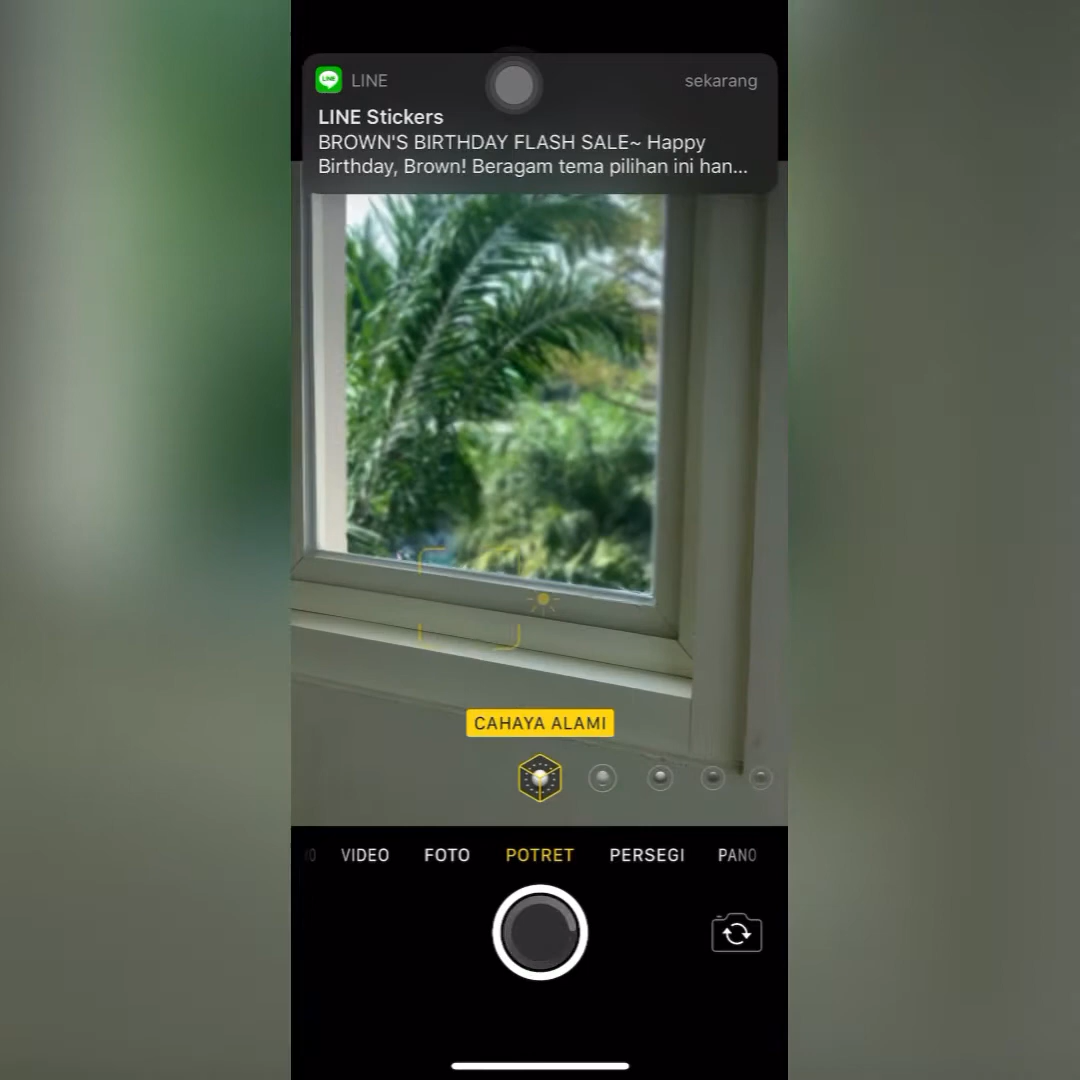 LINE
sekarang
LINE Stickers
BROWN'S BIRTHDAY FLASH SALE~ Happy
Birthday, Brown! Beragam tema pilihan ini han...
CAHAYA ALAMI
VIDEO FOTO POTRET PERSEGI PANO